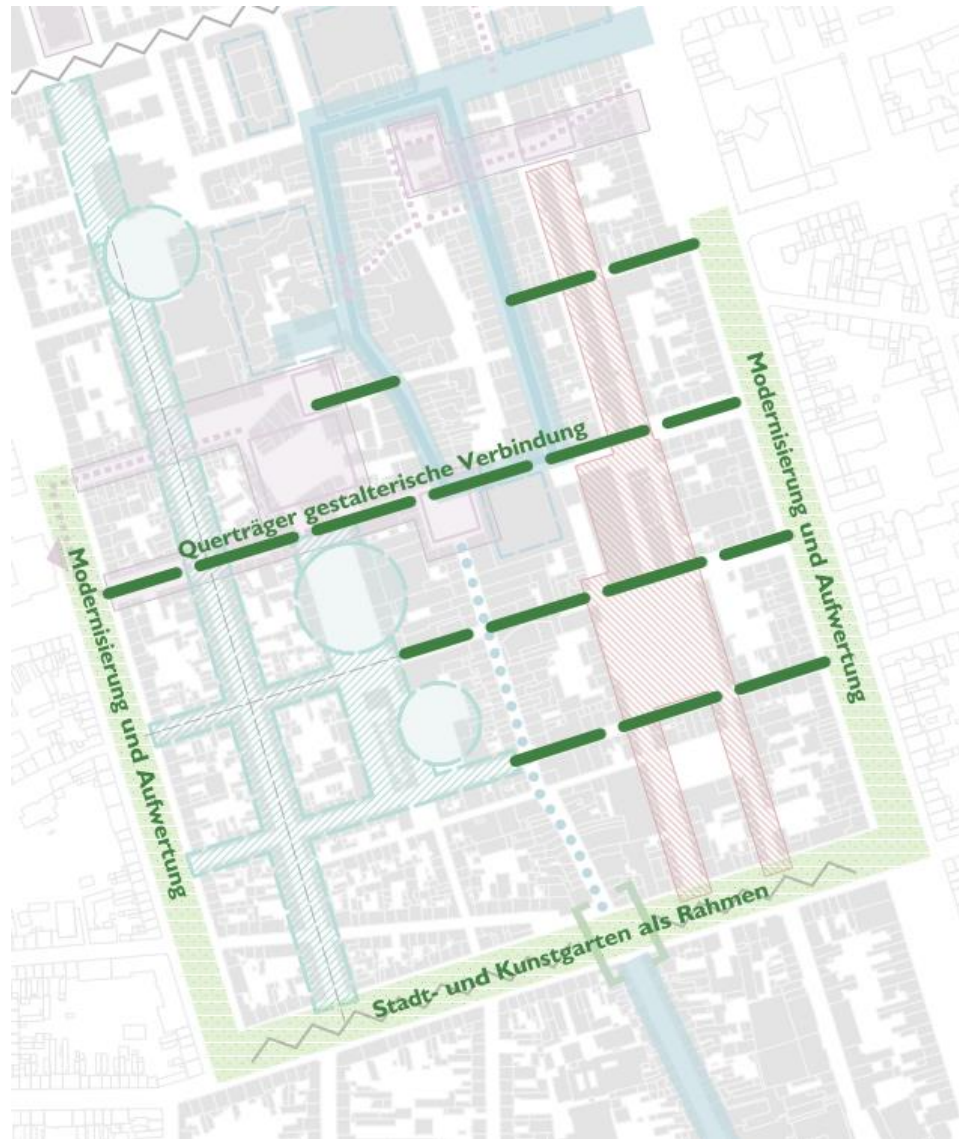 Modernisierung und Aufwertung
Querträger gestalterische Verbindung
Modernisierung und Aufwertung
Stadt- und Kunstgarten als Rahmen